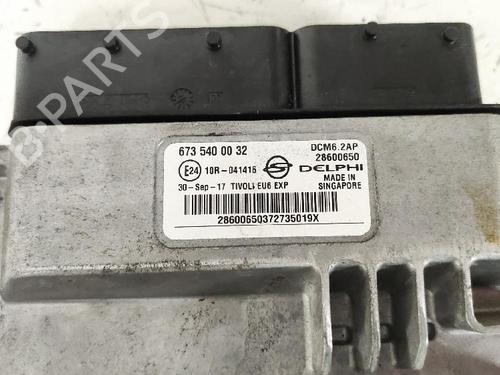 B-PARTS
673 540 00 32
DCM6.2AP
28600650
E24 10R-041415
DELPHI
30-Sep-17 TIVOLI EU6 EXP
MADE IN
SINGAPORE
28600650372735019X